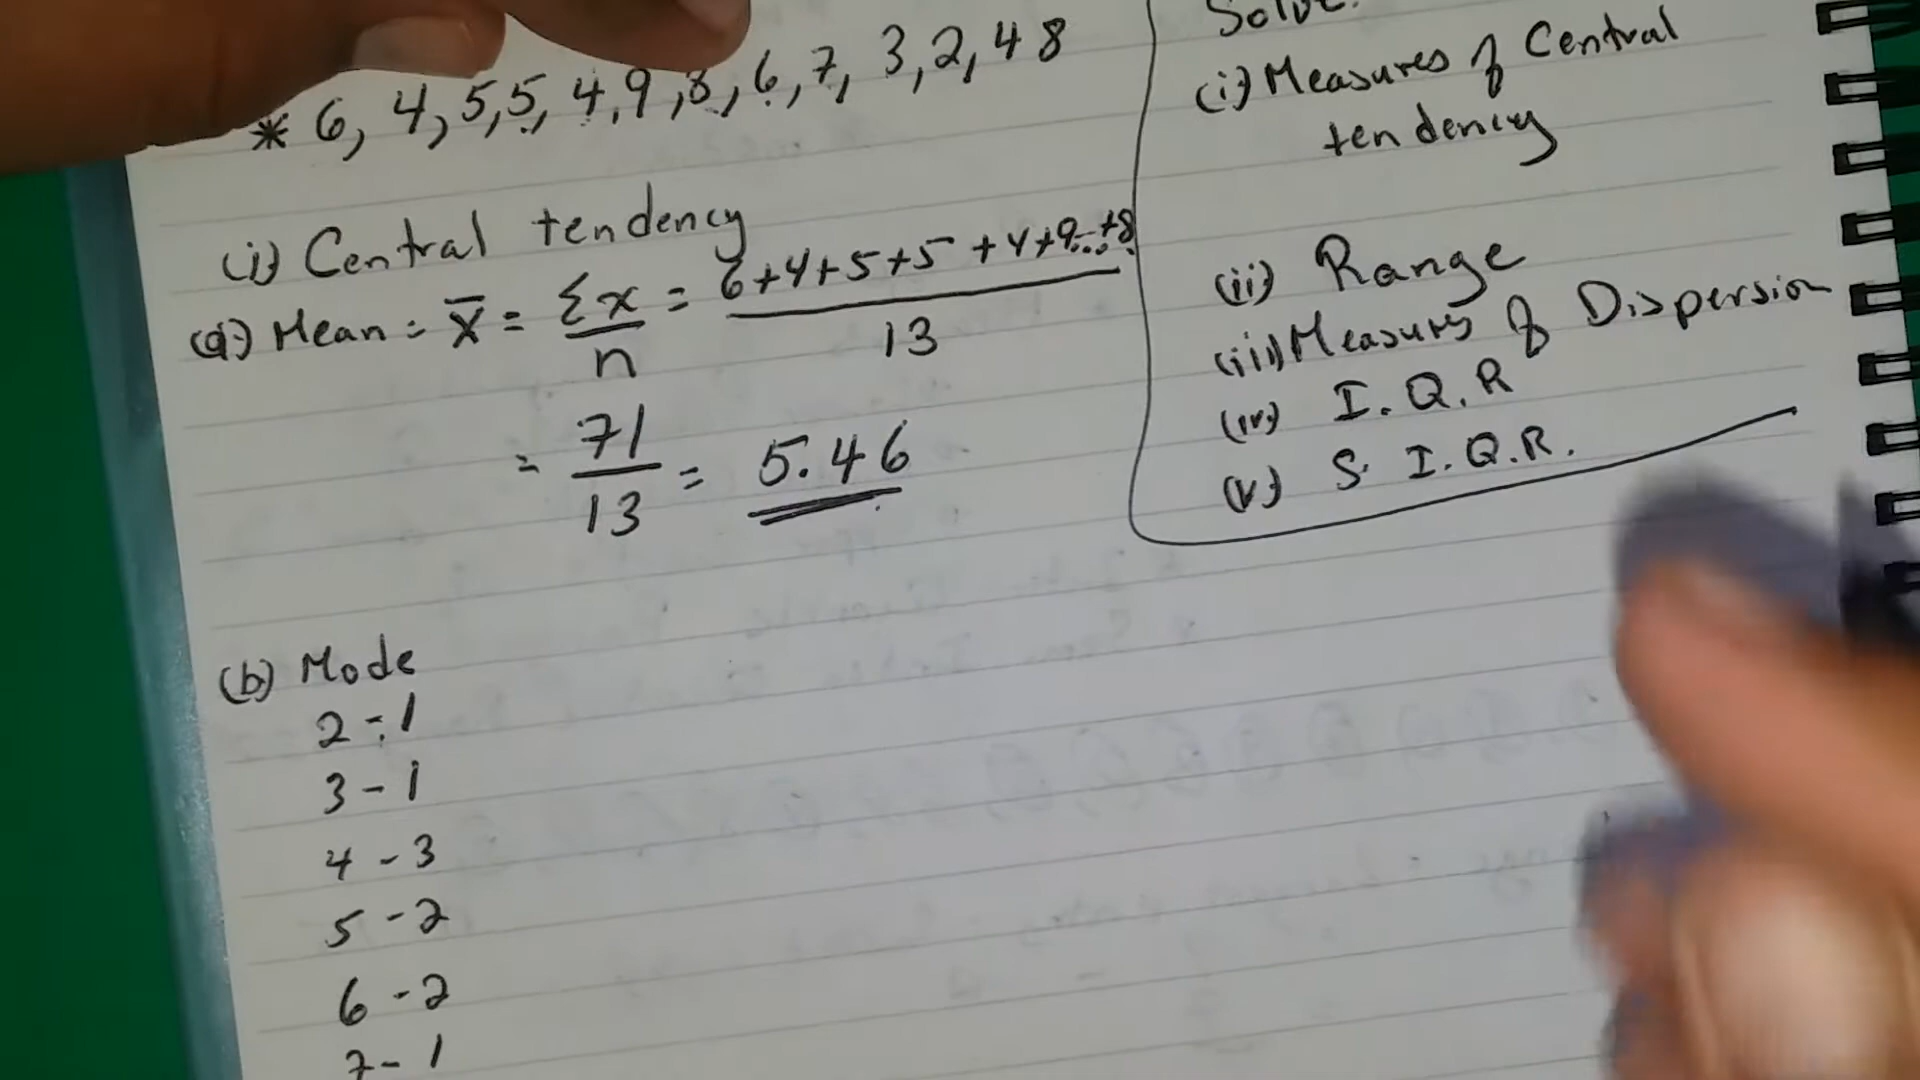 * 6, 4, 5, 5, 4, 9, 8, 6, 7, 3, 2, 4 8
(i) Central tendency
(a) Mean = x̄ = Σx/n = 6+4+5+5+4+9...+8/13
= 71/13 = 5.46
(b) Mode
2 - 1
3 - 1
4 - 3
5 - 2
6 - 2
7 - 1
Solve:
(i) Measures of Central
tendency
(ii) Range
(iii) Measures of Dispersion
(iv) I.Q.R
(v) S. I.Q.R.